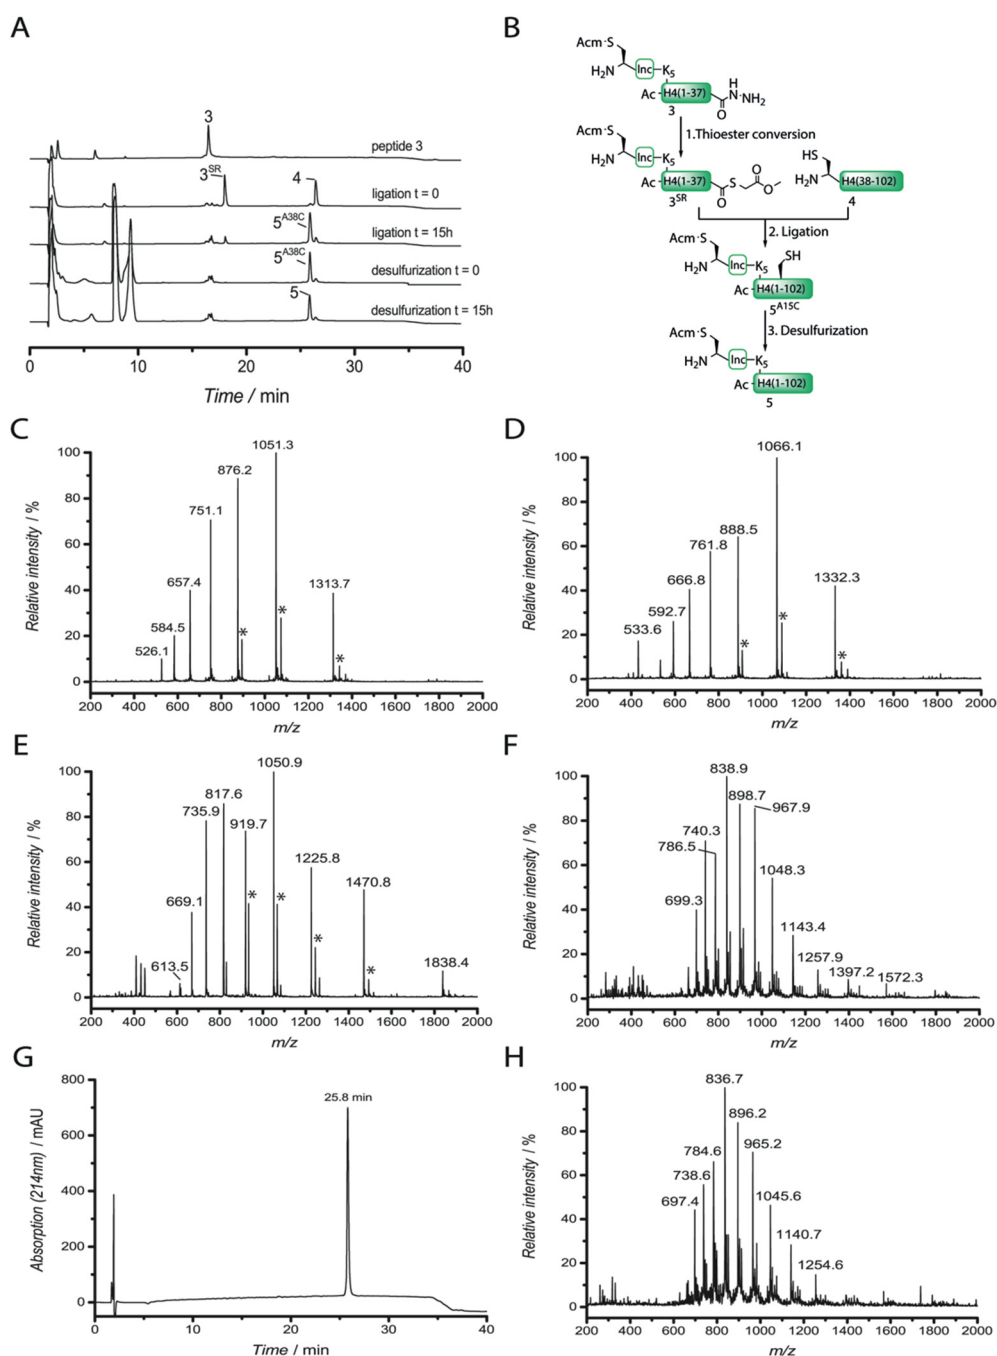 A
3
peptide 3
3SR
4
ligation t = 0
5A38C
ligation t = 15h
5A38C
desulfurization t = 0
5
desulfurization t = 15h
0 10 20 30 40
Time / min
B
Acm-S
H2N
Inc K5
Ac H4(1-37) H N NH2
O
3
1.Thioester conversion
Acm-S
H2N
Inc K5
Ac H4(1-37) S O
O O
3SR
HS
H2N H4(38-102)
4
2. Ligation
Acm-S
SH
H2N
Inc K5
Ac H4(1-102)
5A15C
3. Desulfurization
Acm-S
H2N
Inc K5
Ac H4(1-102)
5
C
Relative intensity / %
100
80
60
40
20
0
526.1
584.5
657.4
751.1
876.2
*
1051.3
*
1313.7
*
200 400 600 800 1000 1200 1400 1600 1800 2000
m/z
D
Relative intensity / %
100
80
60
40
20
0
533.6
592.7
666.8
761.8
888.5
*
1066.1
*
1332.3
*
200 400 600 800 1000 1200 1400 1600 1800 2000
m/z
E
Relative intensity / %
100
80
60
40
20
0
613.5
669.1
735.9
817.6
919.7
*
1050.9
*
1225.8
*
1470.8
*
1838.4
200 400 600 800 1000 1200 1400 1600 1800 2000
m/z
F
Relative intensity / %
100
80
60
40
20
0
699.3
740.3
786.5
838.9
898.7
967.9
1048.3
1143.4
1257.9
1397.2
1572.3
200 400 600 800 1000 1200 1400 1600 1800 2000
m/z
G
Absorption (214nm) / mAU
800
600
400
200
0
25.8 min
0 10 20 30 40
Time / min
H
Relative intensity / %
100
80
60
40
20
0
697.4
738.6
784.6
836.7
896.2
965.2
1045.6
1140.7
1254.6
200 400 600 800 1000 1200 1400 1600 1800 2000
m/z